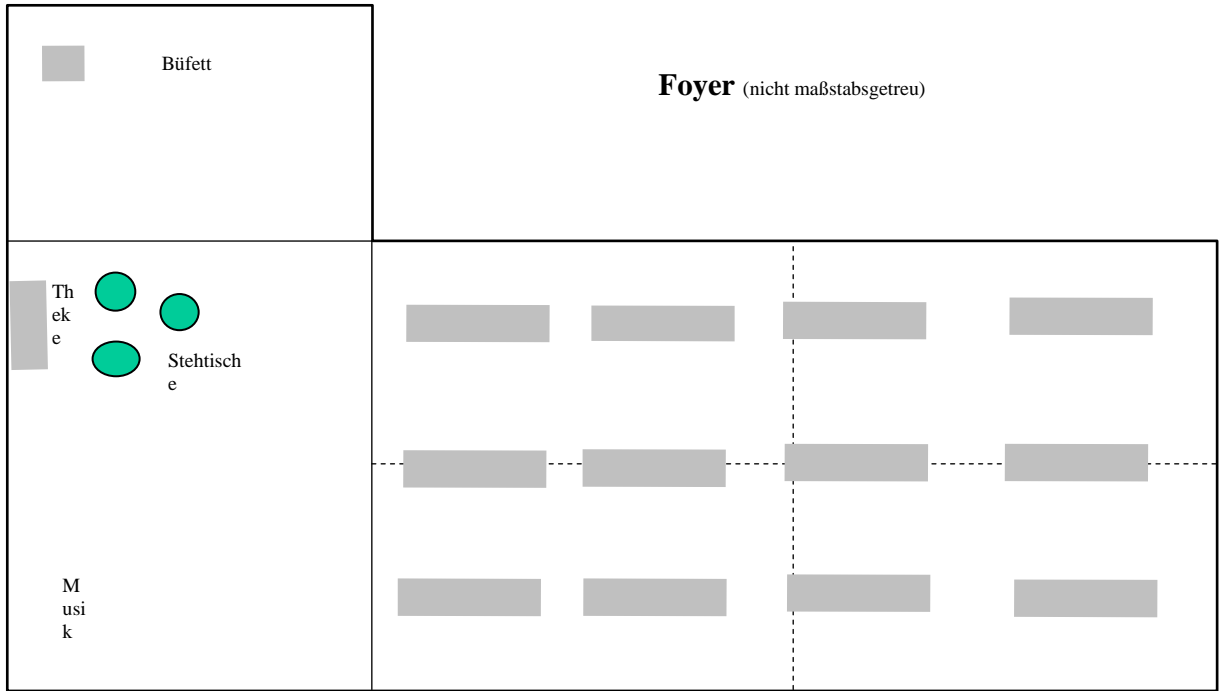 Büfett
Foyer (nicht maßstabsgetreu)
Th
ek
e
Stehtisch
e
M
usi
k